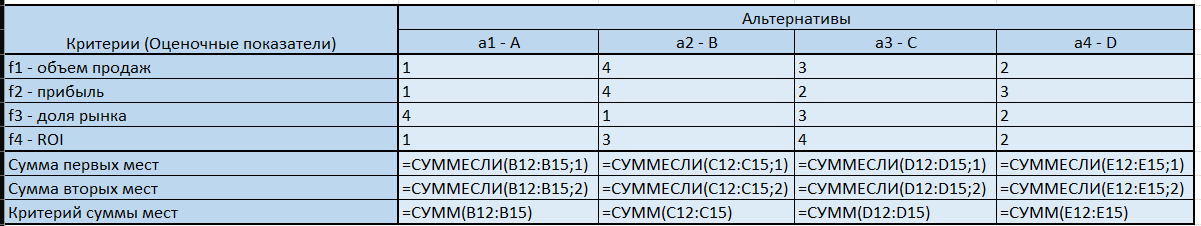 Альтернативы
Критерии (Оценочные показатели) a1 - A a2 - B a3 - C a4 - D
f1 - объем продаж 1 4 3 2
f2 - прибыль 1 4 2 3
f3 - доля рынка 4 1 3 2
f4 - ROI 1 3 4 2
Сумма первых мест =СУММЕСЛИ(B12:B15;1) =СУММЕСЛИ(C12:C15;1) =СУММЕСЛИ(D12:D15;1) =СУММЕСЛИ(E12:E15;1)
Сумма вторых мест =СУММЕСЛИ(B12:B15;2) =СУММЕСЛИ(C12:C15;2) =СУММЕСЛИ(D12:D15;2) =СУММЕСЛИ(E12:E15;2)
Критерий суммы мест =СУММ(B12:B15) =СУММ(C12:C15) =СУММ(D12:D15) =СУММ(E12:E15)